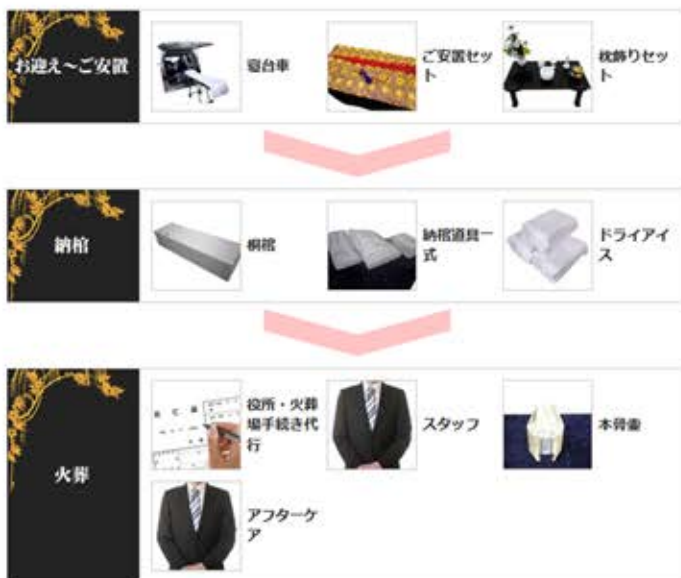 お迎え～ご安置
寝台車
ご安置セッ
ト
枕飾りセッ
ト
納棺
桐棺
納棺道具一
式
ドライアイ
ス
火葬
役所・火葬
場手続き代
行
スタッフ
本骨壷
アフターケ
ア